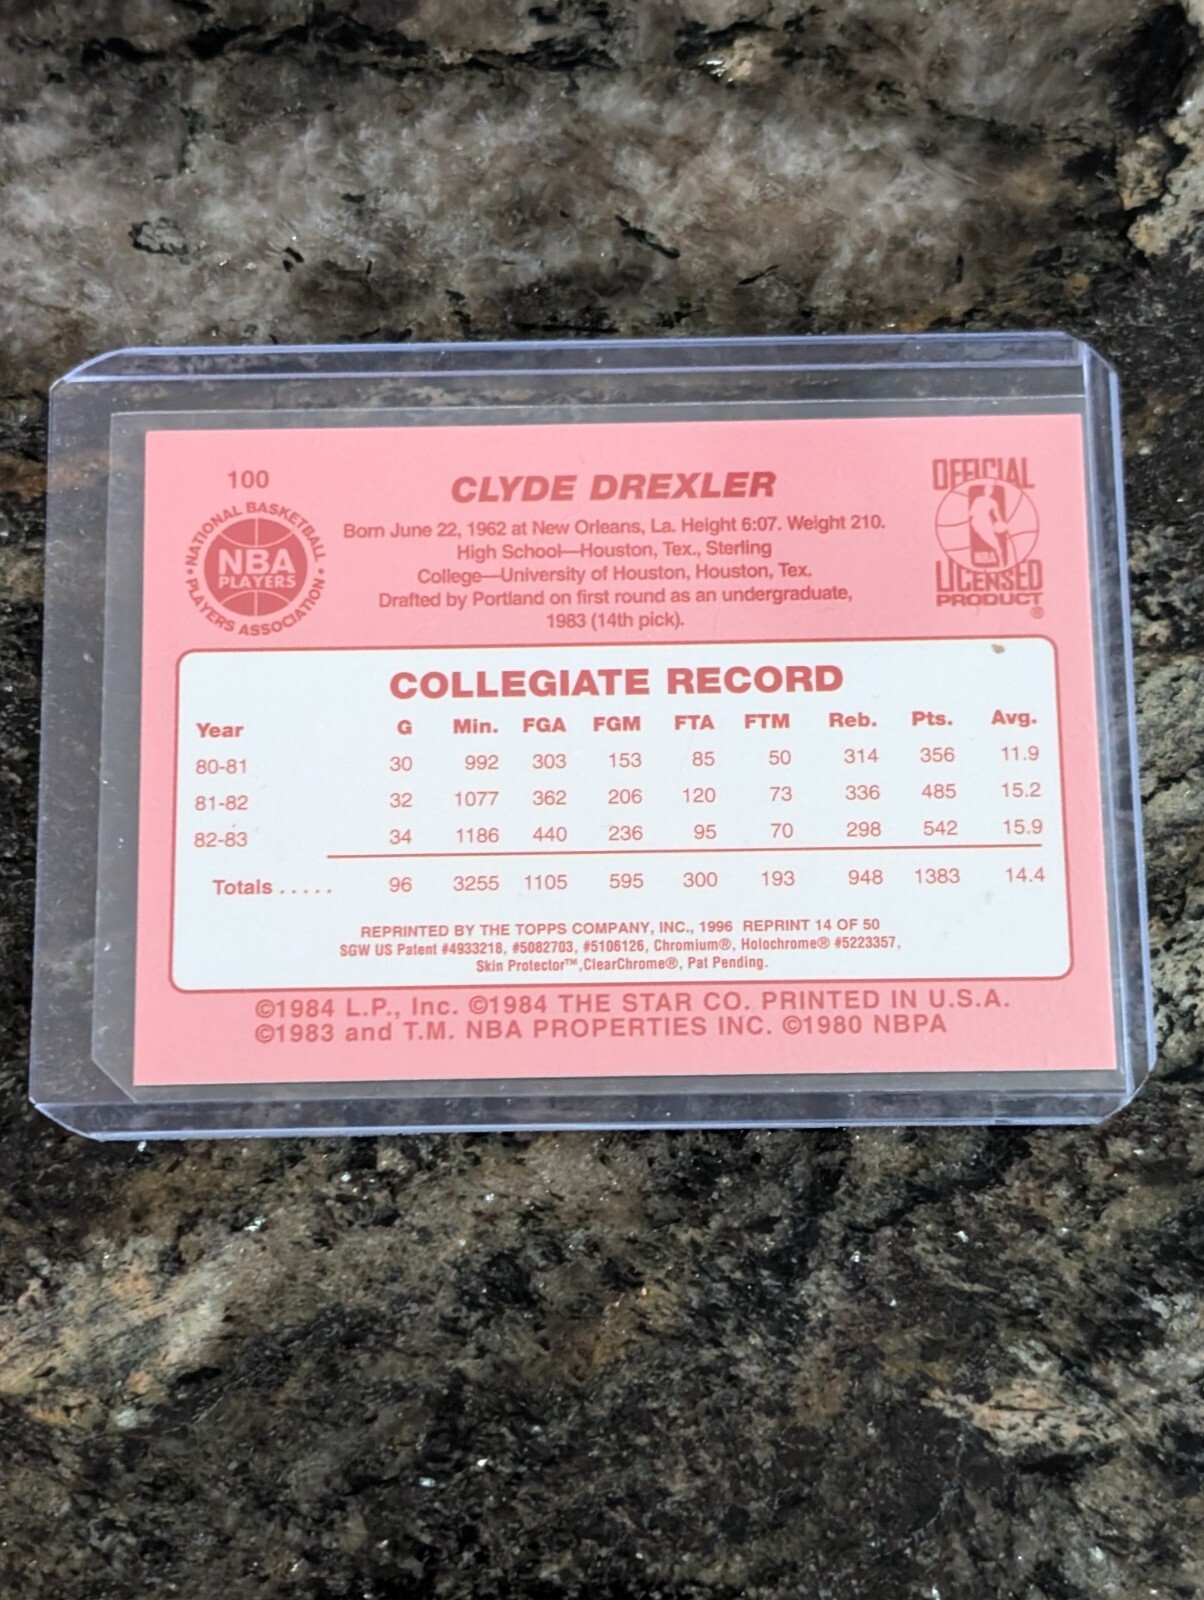 100
NATIONAL BASKETBALL
PLAYERS ASSOCIATION
NBA
PLAYERS
CLYDE DREXLER
Born June 22, 1962 at New Orleans, La. Height 6:07. Weight 210.
High School—Houston, Tex., Sterling
College—University of Houston, Houston, Tex.
Drafted by Portland on first round as an undergraduate,
1983 (14th pick).
OFFICIAL
NBA
LICENSED
PRODUCT
®
COLLEGIATE RECORD
Year G Min. FGA FGM FTA FTM Reb. Pts. Avg.
80-81 30 992 303 153 85 50 314 356 11.9
81-82 32 1077 362 206 120 73 336 485 15.2
82-83 34 1186 440 236 95 70 298 542 15.9
Totals ..... 96 3255 1105 595 300 193 948 1383 14.4
REPRINTED BY THE TOPPS COMPANY, INC., 1996 REPRINT 14 OF 50
SGW US Patent #4933218, #5082703, #5106126, Chromium®, Holochrome® #5223357,
Skin Protector™,ClearChrome®, Pat Pending.
©1984 L.P., Inc. ©1984 THE STAR CO. PRINTED IN U.S.A.
©1983 and T.M. NBA PROPERTIES INC. ©1980 NBPA